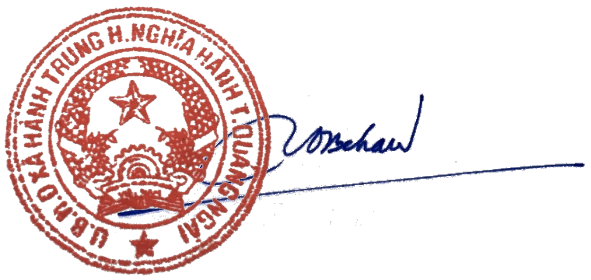 U.B.N.D XÃ HÀNH TRUNG H.NGHĨA HÀNH T.QUẢNG NGÃI